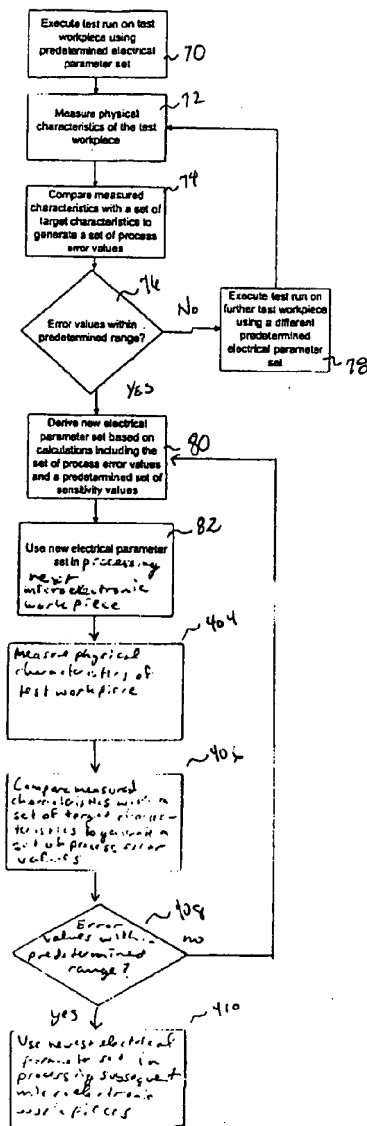 Execute test run on test
workpiece using
predetermined electrical
parameter set
70
72
Measure physical
characteristics of the test
workpiece
74
Compare measured
characteristics with a set of
target characteristics to
generate a set of process
error values
76
Error values within
predetermined range?
No
Execute test run on
further test workpiece
using a different
predetermined
electrical parameter
set
78
Yes
Derive new electrical
parameter set based on
calculations including the
set of process error values
and a predetermined set of
sensitivity values
80
82
Use new electrical parameter
set in processing
next
microelectronic
workpiece
404
Measure physical
characteristics of
test workpiece
406
Compare measured
characteristics with a
set of target charac-
teristics to generate a
set of process error
values
408
Error
values within
predetermined
range?
no
yes
410
Use newest electrical
parameter set in
processing subsequent
microelectronic
workpieces